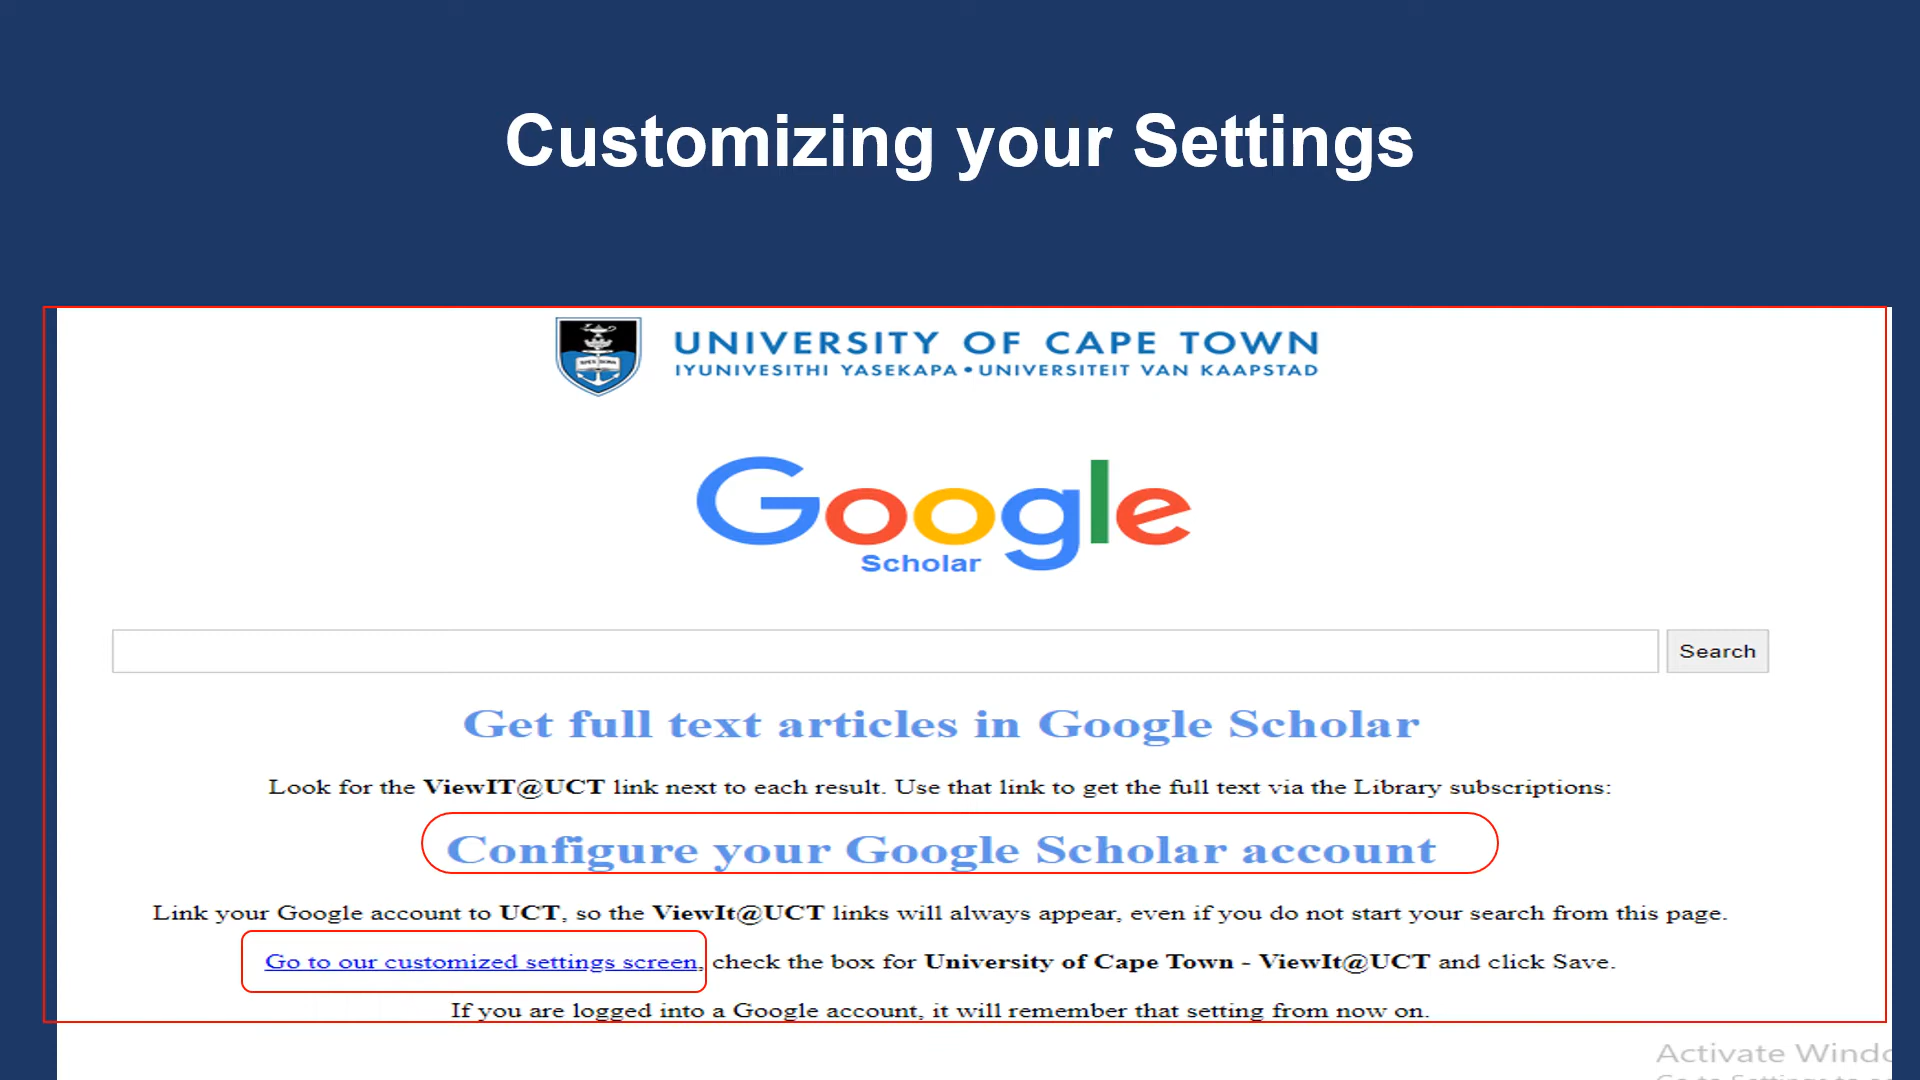 Customizing your Settings
UNIVERSITY OF CAPE TOWN
IYUNIVESITHI YASEKAPA • UNIVERSITEIT VAN KAAPSTAD
Google
Scholar
Search
Get full text articles in Google Scholar
Look for the ViewIT@UCT link next to each result. Use that link to get the full text via the Library subscriptions:
Configure your Google Scholar account
Link your Google account to UCT, so the ViewIt@UCT links will always appear, even if you do not start your search from this page.
Go to our customized settings screen, check the box for University of Cape Town - ViewIt@UCT and click Save.
If you are logged into a Google account, it will remember that setting from now on.
Activate